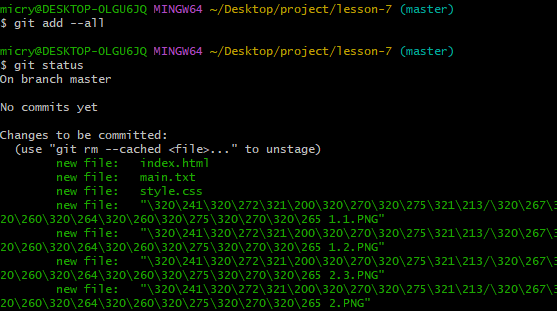 micry@DESKTOP-OLGU6JQ MINGW64 ~/Desktop/project/lesson-7 (master)
$ git add --all
micry@DESKTOP-OLGU6JQ MINGW64 ~/Desktop/project/lesson-7 (master)
$ git status
On branch master
No commits yet
Changes to be committed:
(use "git rm --cached <file>..." to unstage)
new file: index.html
new file: main.txt
new file: style.css
new file: "\320\241\320\272\321\200\320\270\320\275\321\213/\320\267\3
20\260\320\264\320\260\320\275\320\270\320\265 1.1.PNG"
new file: "\320\241\320\272\321\200\320\270\320\275\321\213/\320\267\3
20\260\320\264\320\260\320\275\320\270\320\265 1.2.PNG"
new file: "\320\241\320\272\321\200\320\270\320\275\321\213/\320\267\3
20\260\320\264\320\260\320\275\320\270\320\265 2.3.PNG"
new file: "\320\241\320\272\321\200\320\270\320\275\321\213/\320\267\3
20\260\320\264\320\260\320\275\320\270\320\265 2.PNG"